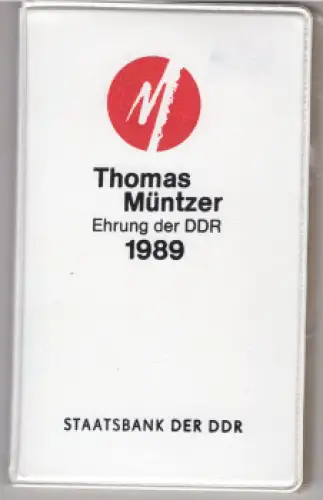 M
Thomas
Müntzer
Ehrung der DDR
1989
STAATSBANK DER DDR